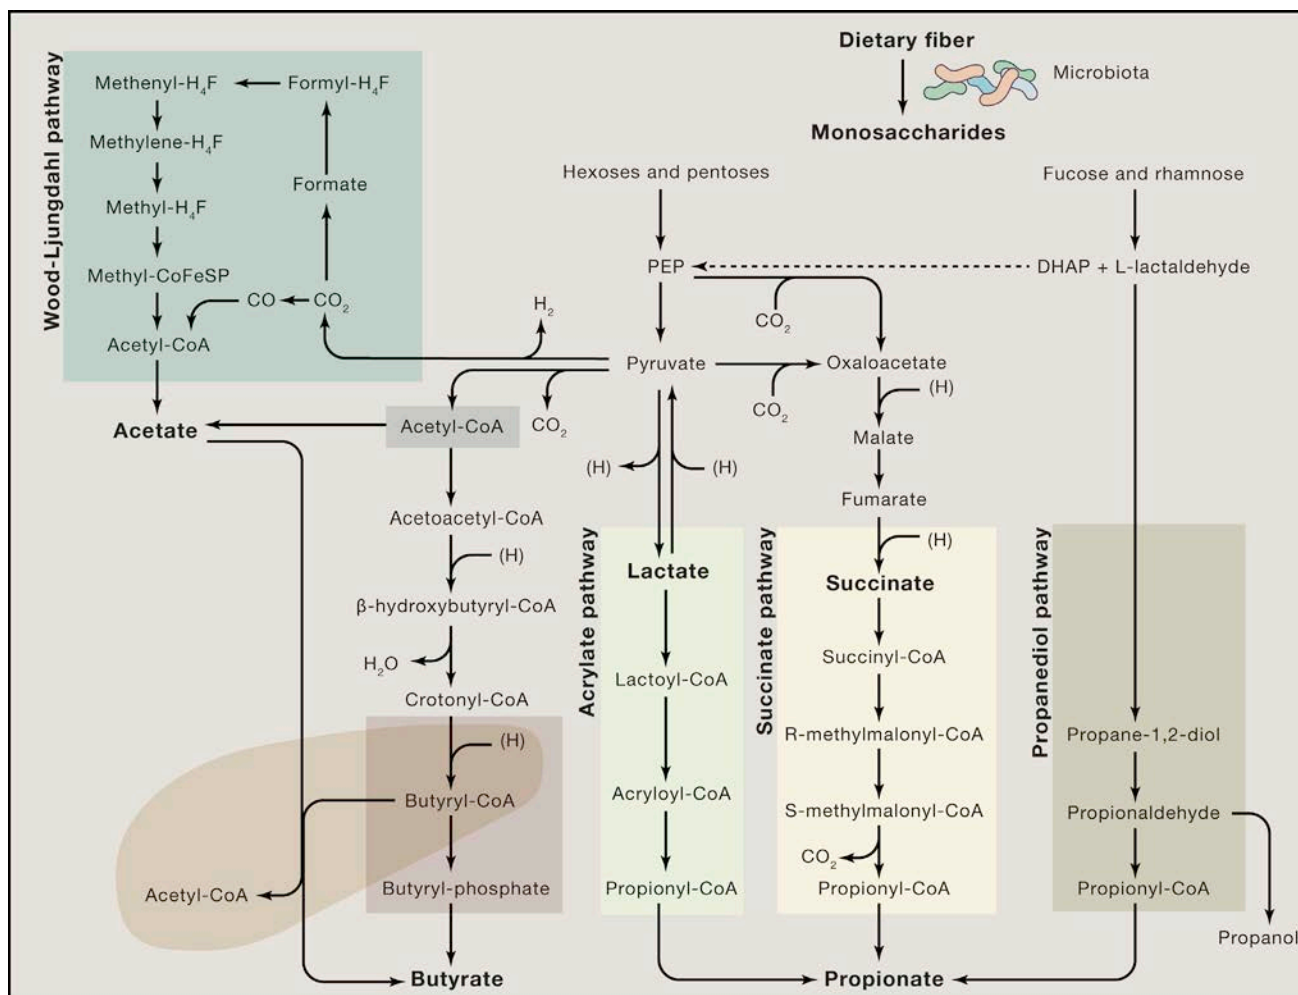 Dietary fiber
Microbiota
Monosaccharides
Wood-Ljungdahl pathway
Methenyl-H₄F
Formyl-H₄F
Methylene-H₄F
Formate
Methyl-H₄F
Methyl-CoFeSP
CO
CO₂
Acetyl-CoA
Acetate
Hexoses and pentoses
Fucose and rhamnose
PEP
DHAP + L-lactaldehyde
CO₂
H₂
Pyruvate
Oxaloacetate
CO₂
CO₂
Acetyl-CoA
(H)
Malate
(H)
(H)
Fumarate
(H)
Acetoacetyl-CoA
(H)
β-hydroxybutyryl-CoA
H₂O
Crotonyl-CoA
(H)
Butyryl-CoA
Acetyl-CoA
Butyryl-phosphate
Butyrate
Acrylate pathway
Lactate
Lactoyl-CoA
Acryloyl-CoA
Propionyl-CoA
Succinate pathway
Succinate
Succinyl-CoA
R-methylmalonyl-CoA
S-methylmalonyl-CoA
CO₂
Propionyl-CoA
Propionate
Propanediol pathway
Propane-1,2-diol
Propionaldehyde
Propionyl-CoA
Propanol